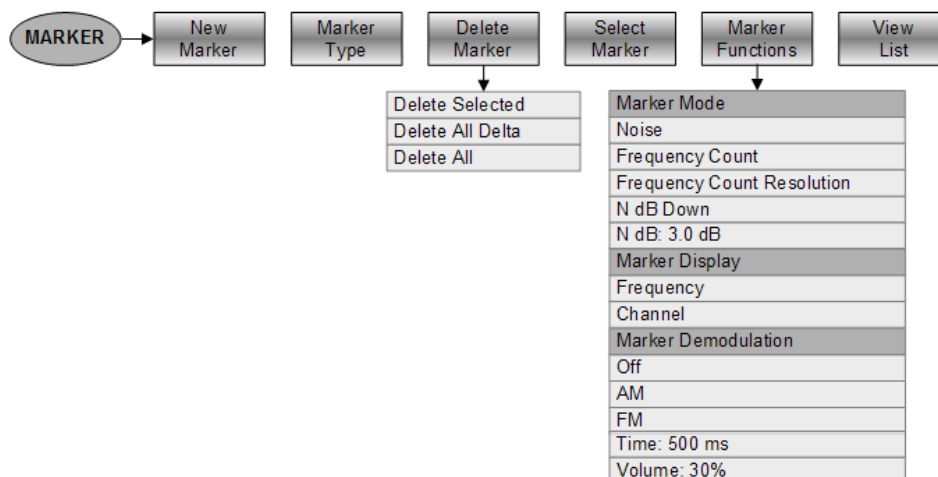 MARKER
New
Marker
Marker
Type
Delete
Marker
Select
Marker
Marker
Functions
View
List
Delete Selected
Delete All Delta
Delete All
Marker Mode
Noise
Frequency Count
Frequency Count Resolution
N dB Down
N dB: 3.0 dB
Marker Display
Frequency
Channel
Marker Demodulation
Off
AM
FM
Time: 500 ms
Volume: 30%